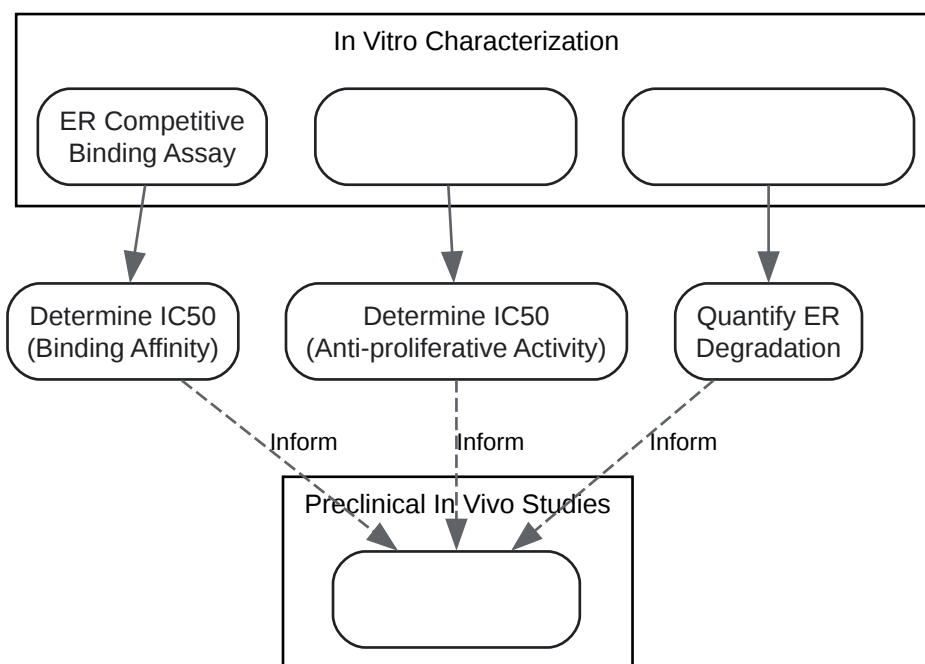 In Vitro Characterization
ER Competitive
Binding Assay
Determine IC50
(Binding Affinity)
Determine IC50
(Anti-proliferative Activity)
Quantify ER
Degradation
Inform
Inform
Inform
Preclinical In Vivo Studies